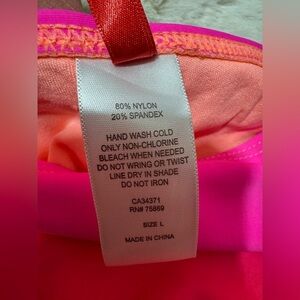 80% NYLON
20% SPANDEX
HAND WASH COLD
ONLY NON-CHLORINE
BLEACH WHEN NEEDED
DO NOT WRING OR TWIST
LINE DRY IN SHADE
DO NOT IRON
CA34371
RN# 75869
SIZE L
MADE IN CHINA